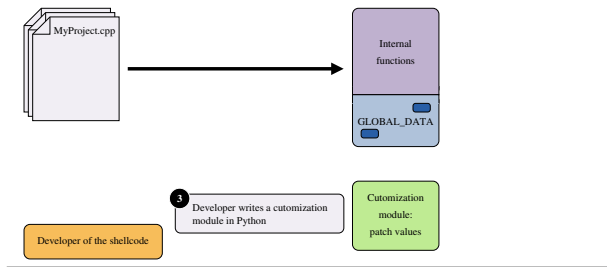 MyProject.cpp
Internal
functions
GLOBAL_DATA
3
Developer writes a cutomization
module in Python
Cutomization
module:
patch values
Developer of the shellcode